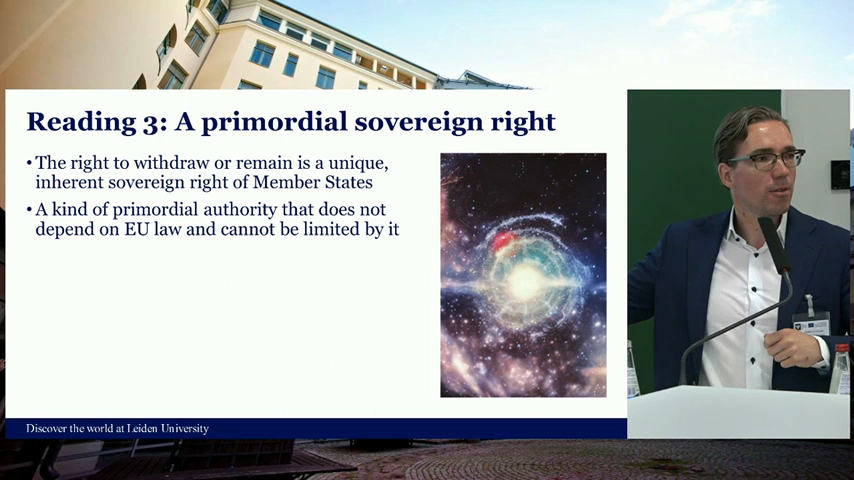 Reading 3: A primordial sovereign right
• The right to withdraw or remain is a unique,
inherent sovereign right of Member States
• A kind of primordial authority that does not
depend on EU law and cannot be limited by it
Discover the world at Leiden University